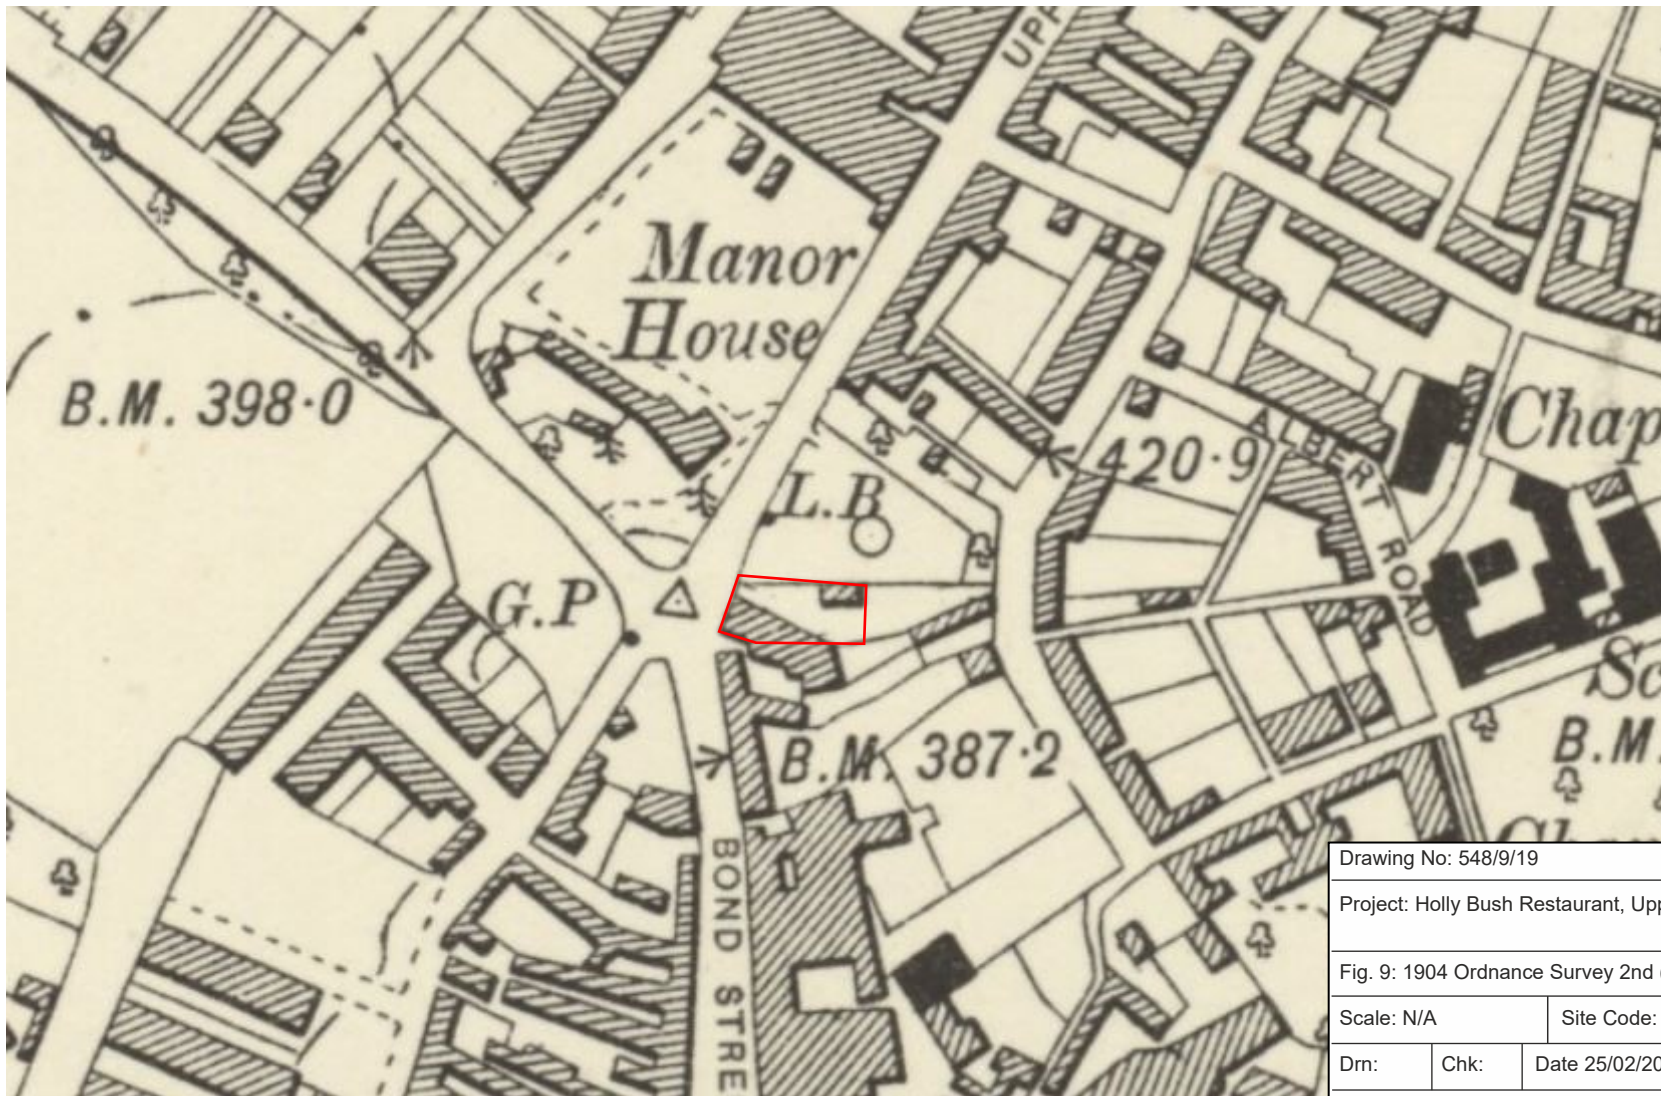 UPP
Manor
House
B.M. 398·0
Chap
ALBERT ROAD
420·9
L.B
G.P
Sc
B.M. 387·2
B.M.
BOND STRE
Drawing No: 548/9/19
Project: Holly Bush Restaurant, Upp
Fig. 9: 1904 Ordnance Survey 2nd
Scale: N/A
Site Code:
Drn:
Chk:
Date 25/02/20